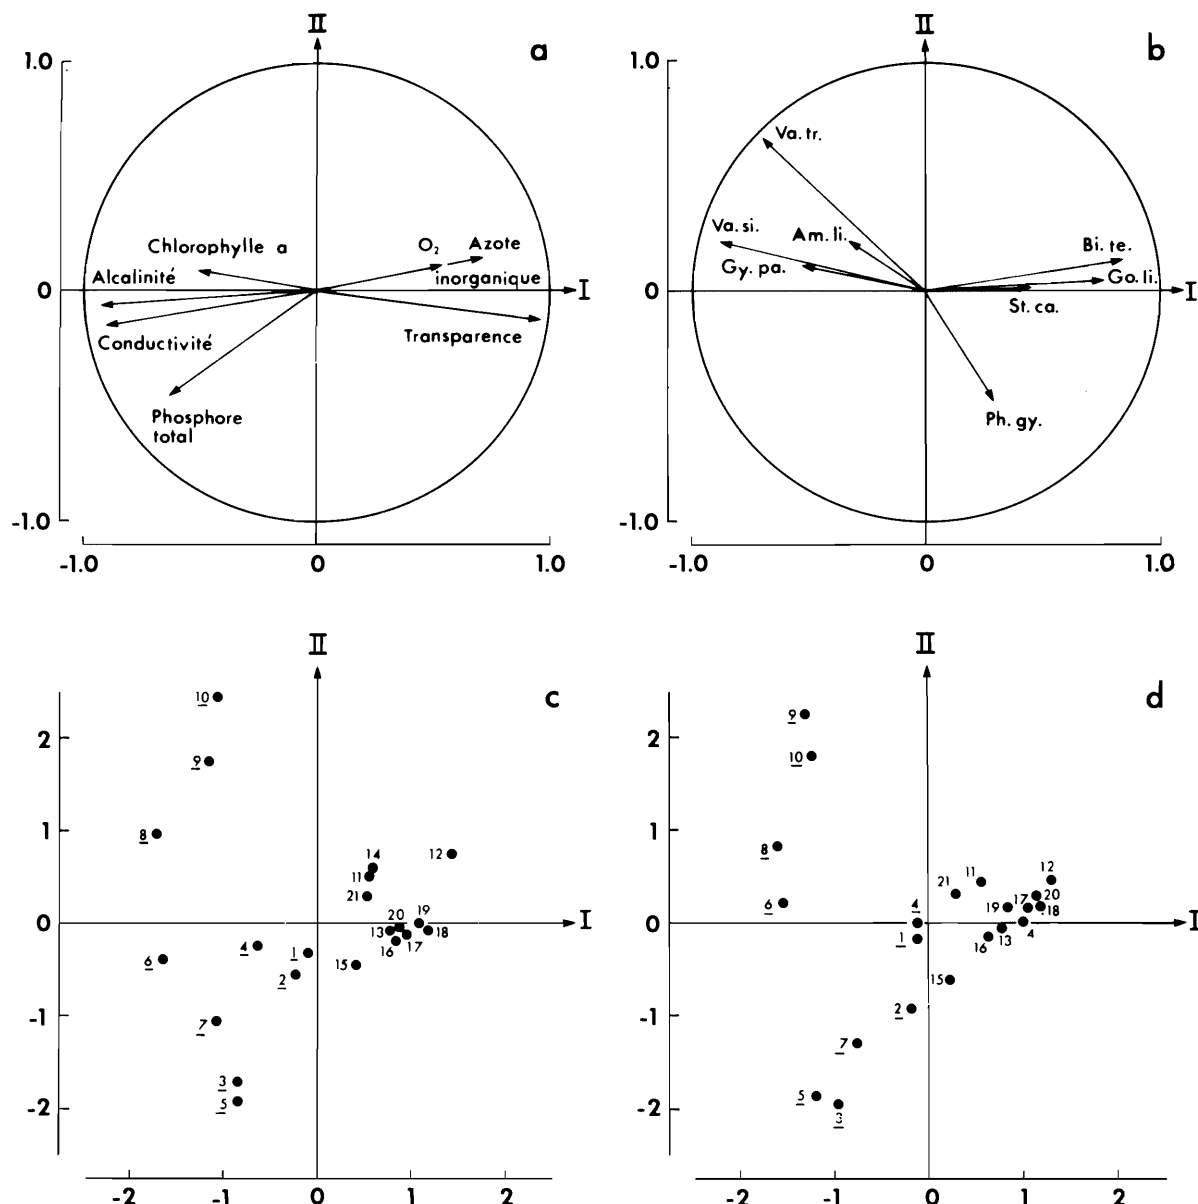 II
a
1.0
Chlorophylle a
O2
Azote
inorganique
Alcalinité
0
I
Conductivité
Transparence
Phosphore
total
-1.0
-1.0
0
1.0
II
b
1.0
Va. tr.
Va. si.
Am. li.
Gy. pa.
Bi. te.
Go. li.
St. ca.
0
I
Ph. gy.
-1.0
-1.0
0
1.0
II
c
10
2
9
1
8
14
12
11
21
0
20
19
I
13
18
17
16
15
4
1
6
2
-1
7
3
5
-2
-2
-1
0
1
2
II
d
9
2
10
1
8
11
12
21
6
20
19
17
18
4
0
I
1
4
13
16
15
2
-1
7
5
3
-2
-2
-1
0
1
2